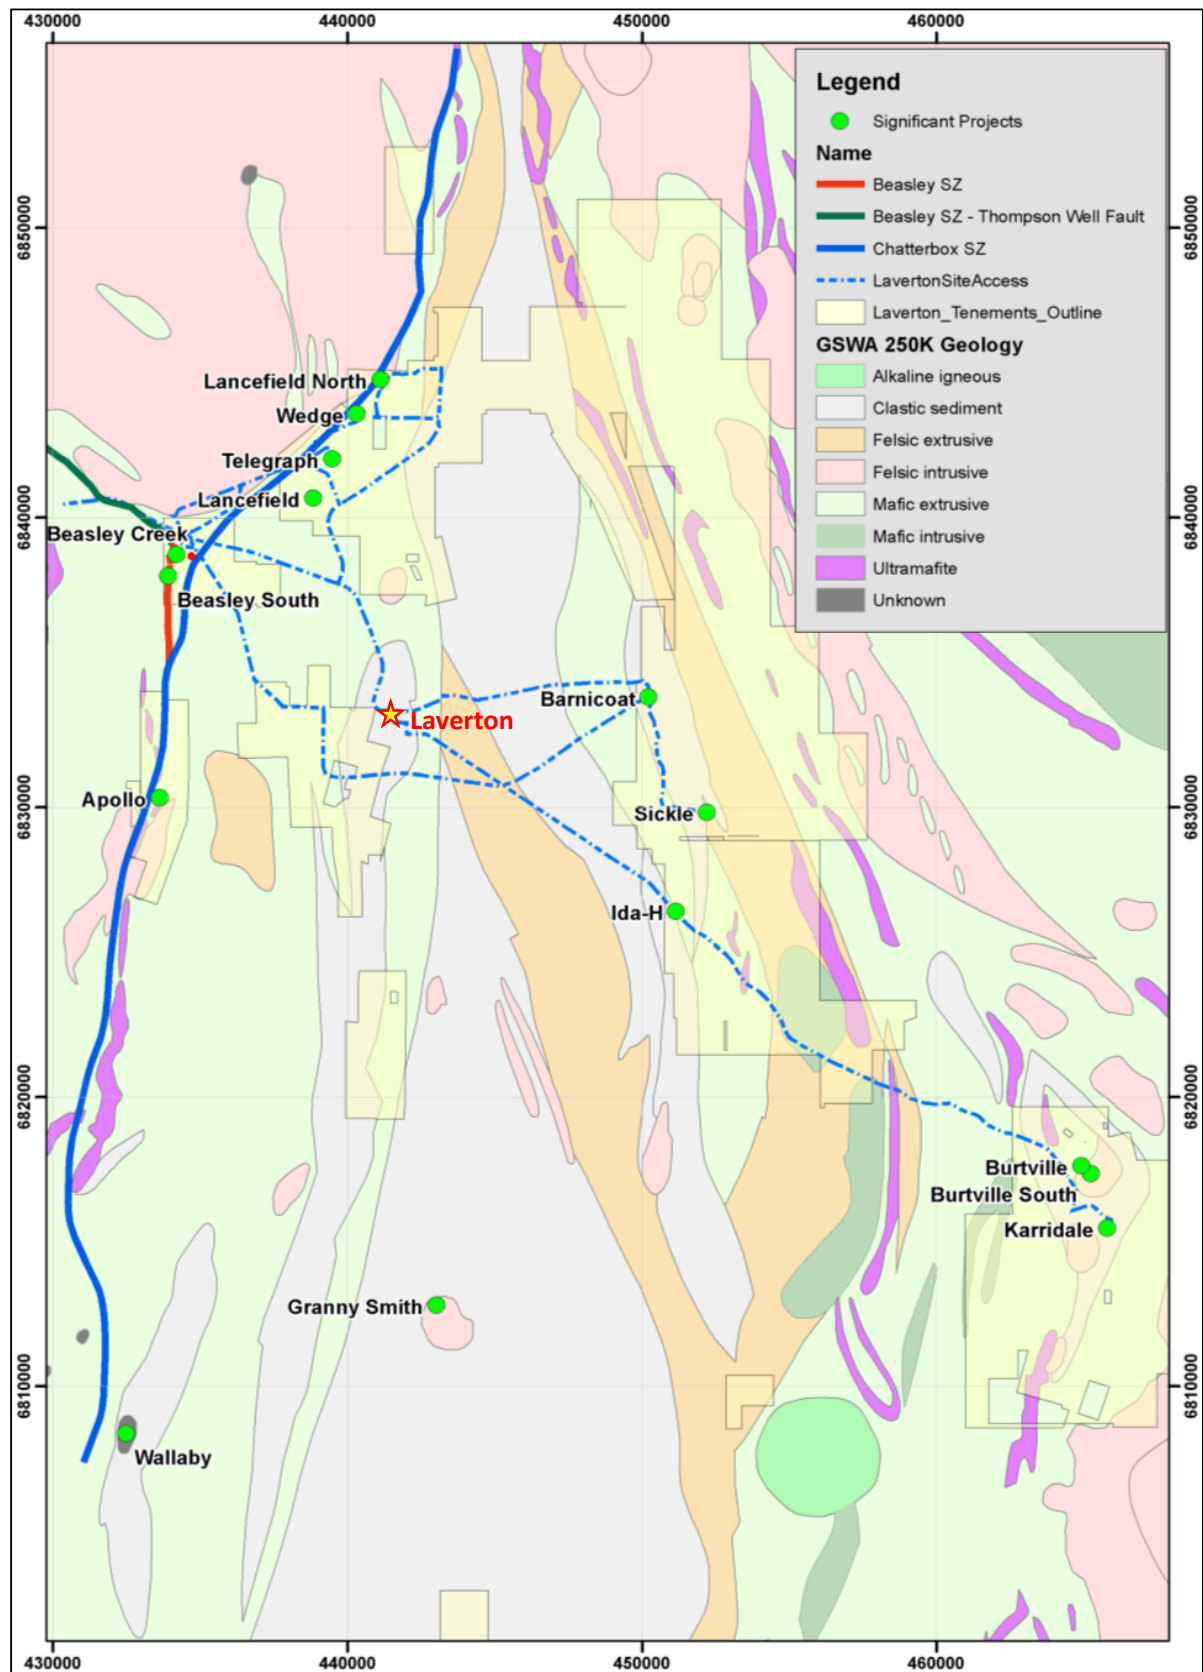 430000
440000
450000
460000
Legend
Significant Projects
Name
Beasley SZ
Beasley SZ - Thompson Well Fault
Chatterbox SZ
LavertonSiteAccess
Laverton_Tenements_Outline
GSWA 250K Geology
Alkaline igneous
Clastic sediment
Felsic extrusive
Felsic intrusive
Mafic extrusive
Mafic intrusive
Ultramafite
Unknown
6850000
6850000
Lancefield North
Wedge
Telegraph
Lancefield
6840000
6840000
Beasley Creek
Beasley South
Barnicoat
Laverton
Apollo
6830000
6830000
Sickle
Ida-H
6820000
6820000
Burtville
Burtville South
Karridale
Granny Smith
6810000
6810000
Wallaby
430000
440000
450000
460000